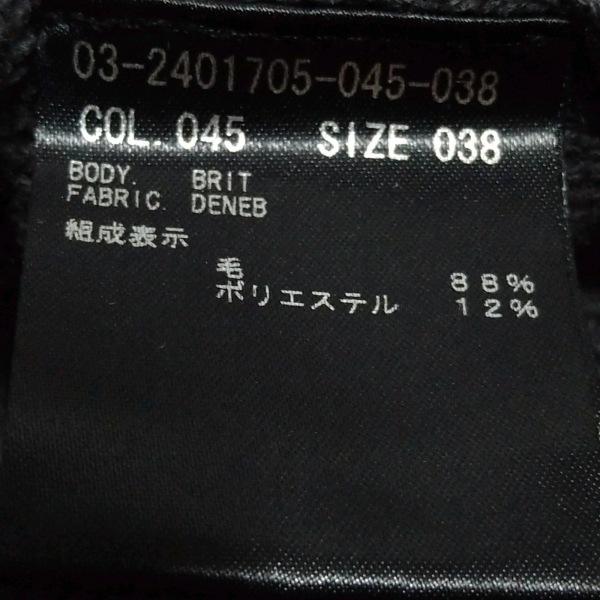 03-2401705-045-038
COL. 045 SIZE 038
BODY. BRIT
FABRIC. DENEB
組成表示
毛 88%
ポリエステル 12%